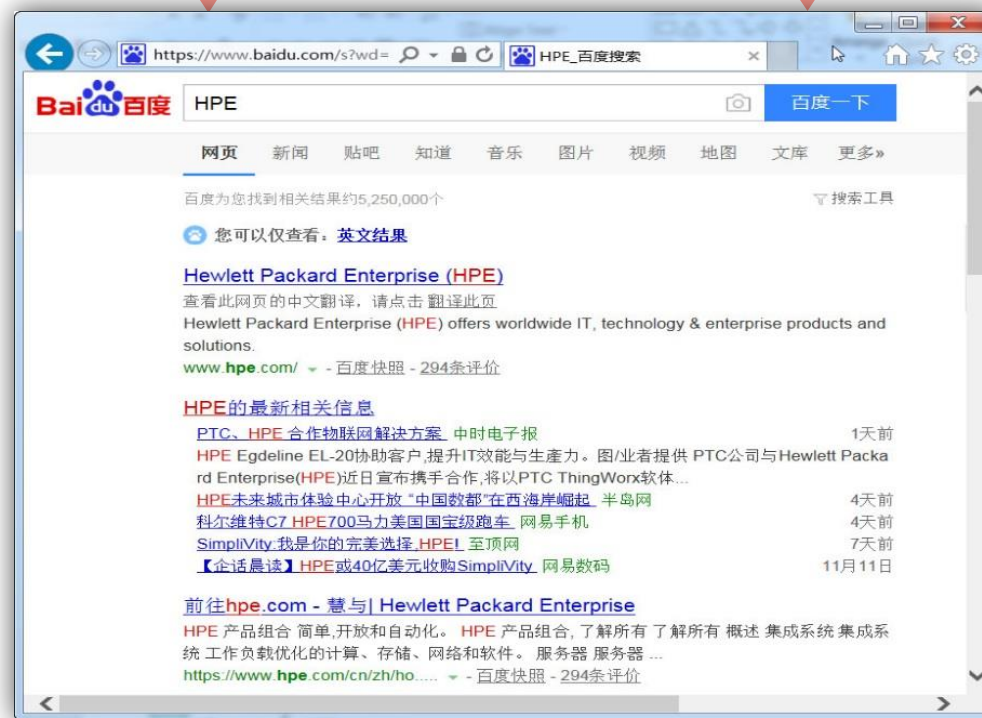 https://www.baidu.com/s?wd=
HPE_百度搜索
Bai du 百度
HPE
百度一下
网页 新闻 贴吧 知道 音乐 图片 视频 地图 文库 更多»
百度为您找到相关结果约5,250,000个
搜索工具
您可以仅查看：英文结果
Hewlett Packard Enterprise (HPE)
查看此网页的中文翻译，请点击 翻译此页
Hewlett Packard Enterprise (HPE) offers worldwide IT, technology & enterprise products and
solutions.
www.hpe.com/ - 百度快照 - 294条评价
HPE的最新相关信息
PTC、HPE 合作物联网解决方案 中时电子报 1天前
HPE Egdeline EL-20协助客户,提升IT效能与生產力。图/业者提供 PTC公司与Hewlett Packa
rd Enterprise(HPE)近日宣布携手合作,将以PTC ThingWorx软体...
HPE未来城市体验中心开放 “中国数都”在西海岸崛起 半岛网 4天前
科尔维特C7 HPE700马力美国国宝级跑车 网易手机 4天前
SimpliVity:我是你的完美选择,HPE! 至顶网 7天前
【企话晨读】HPE或40亿美元收购SimpliVity 网易数码 11月11日
前往hpe.com - 慧与| Hewlett Packard Enterprise
HPE 产品组合 简单,开放和自动化。 HPE 产品组合, 了解所有 了解所有 概述 集成系统 集成系
统 工作负载优化的计算、存储、网络和软件。 服务器 服务器 ...
https://www.hpe.com/cn/zh/ho..... - 百度快照 - 294条评价